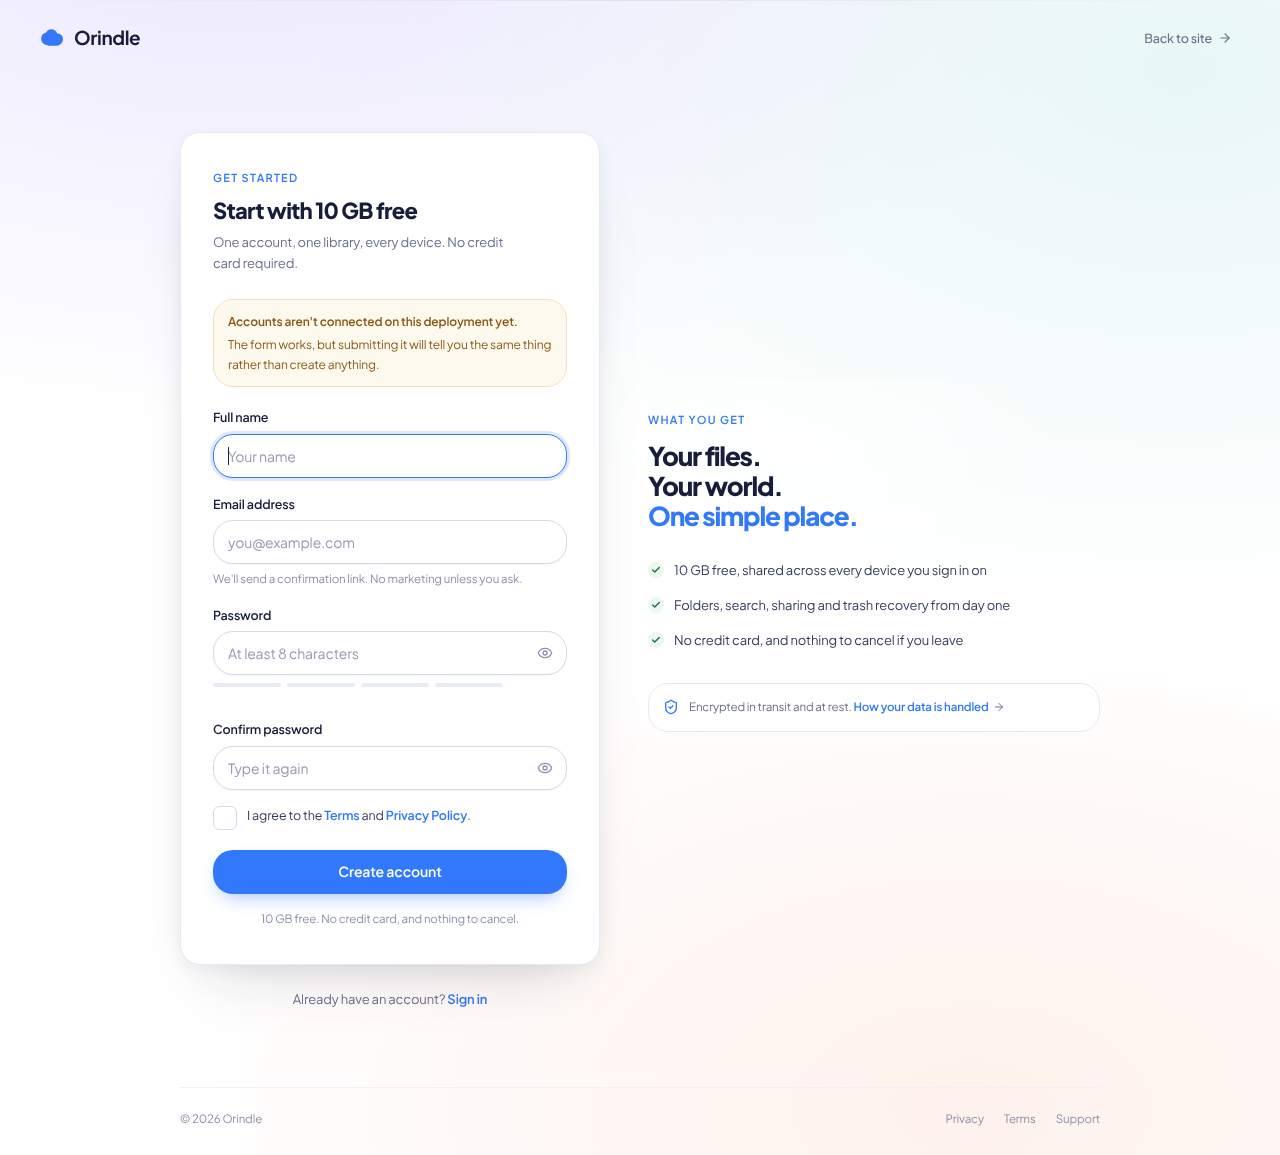 Orindle
Back to site
GET STARTED
Start with 10 GB free
One account, one library, every device. No credit
card required.
Accounts aren't connected on this deployment yet.
The form works, but submitting it will tell you the same thing
rather than create anything.
Full name
Your name
Email address
you@example.com
We'll send a confirmation link. No marketing unless you ask.
Password
At least 8 characters
Confirm password
Type it again
I agree to the Terms and Privacy Policy.
Create account
10 GB free. No credit card, and nothing to cancel.
Already have an account? Sign in
WHAT YOU GET
Your files.
Your world.
One simple place.
10 GB free, shared across every device you sign in on
Folders, search, sharing and trash recovery from day one
No credit card, and nothing to cancel if you leave
Encrypted in transit and at rest. How your data is handled
© 2026 Orindle
Privacy
Terms
Support